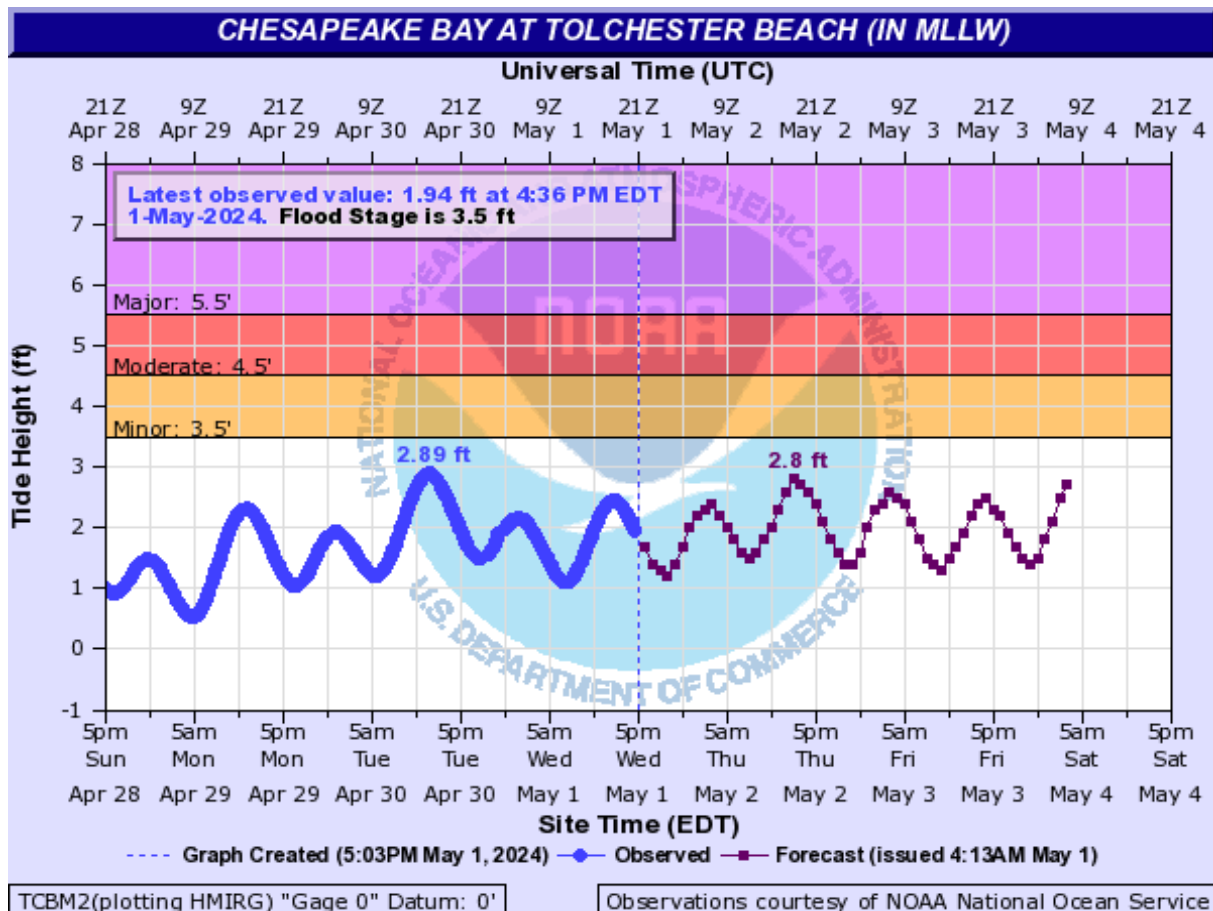 CHESAPEAKE BAY AT TOLCHESTER BEACH (IN MLLW)
Universal Time (UTC)
21Z 9Z 21Z 9Z 21Z 9Z 21Z 9Z 21Z 9Z 21Z 9Z 21Z
Apr 28 Apr 29 Apr 29 Apr 30 Apr 30 May 1 May 1 May 2 May 2 May 3 May 3 May 4 May 4
8
Latest observed value: 1.94 ft at 4:36 PM EDT
1-May-2024. Flood Stage is 3.5 ft
7
6
Major: 5.5'
5
Moderate: 4.5'
4
Minor: 3.5'
3
2
1
0
-1
Tide Height (ft)
2.89 ft
2.8 ft
NATIONAL OCEANIC AND ATMOSPHERIC ADMINISTRATION
NOAA
U.S. DEPARTMENT OF COMMERCE
5pm 5am 5pm 5am 5pm 5am 5pm 5am 5pm 5am 5pm 5am 5pm
Sun Mon Mon Tue Tue Wed Wed Thu Thu Fri Fri Sat Sat
Apr 28 Apr 29 Apr 29 Apr 30 Apr 30 May 1 May 1 May 2 May 2 May 3 May 3 May 4 May 4
Site Time (EDT)
Graph Created (5:03PM May 1, 2024) Observed Forecast (issued 4:13AM May 1)
TCBM2(plotting HMIRG) "Gage 0" Datum: 0'
Observations courtesy of NOAA National Ocean Service